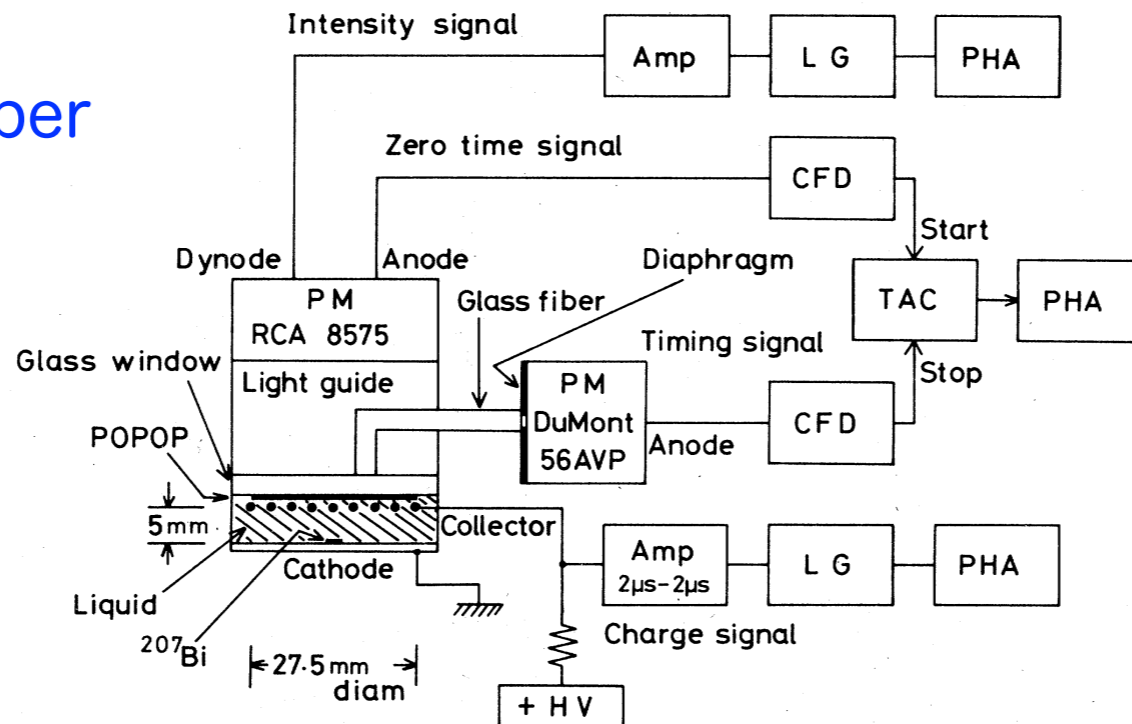 Intensity signal
Amp
L G
PHA
Zero time signal
CFD
Start
Dynode
Anode
Diaphragm
PM
RCA 8575
Glass fiber
TAC
PHA
Glass window
Light guide
Timing signal
Stop
PM
DuMont
56AVP
Anode
CFD
POPOP
5mm
Collector
Cathode
Amp
2μs-2μs
L G
PHA
Liquid
Charge signal
²⁰⁷Bi
27.5mm
diam
+ HV